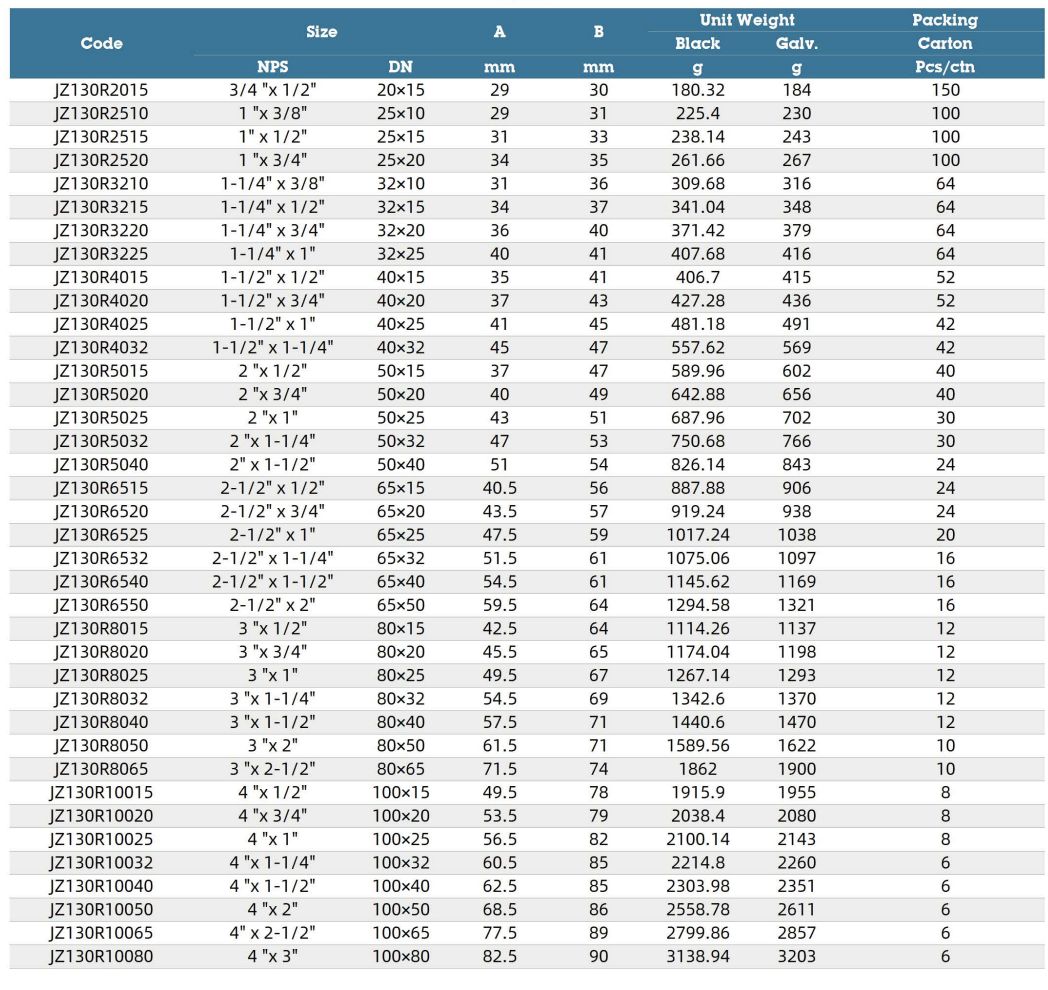 Code Size A B Unit Weight Packing
Black Galv. Carton
NPS DN mm mm g g Pcs/ctn
JZ130R2015 3/4 "x 1/2" 20×15 29 30 180.32 184 150
JZ130R2510 1 "x 3/8" 25×10 29 31 225.4 230 100
JZ130R2515 1" x 1/2" 25×15 31 33 238.14 243 100
JZ130R2520 1 "x 3/4" 25×20 34 35 261.66 267 100
JZ130R3210 1-1/4" x 3/8" 32×10 31 36 309.68 316 64
JZ130R3215 1-1/4" x 1/2" 32×15 34 37 341.04 348 64
JZ130R3220 1-1/4" x 3/4" 32×20 36 40 371.42 379 64
JZ130R3225 1-1/4" x 1" 32×25 40 41 407.68 416 64
JZ130R4015 1-1/2" x 1/2" 40×15 35 41 406.7 415 52
JZ130R4020 1-1/2" x 3/4" 40×20 37 43 427.28 436 52
JZ130R4025 1-1/2" x 1" 40×25 41 45 481.18 491 42
JZ130R4032 1-1/2" x 1-1/4" 40×32 45 47 557.62 569 42
JZ130R5015 2 "x 1/2" 50×15 37 47 589.96 602 40
JZ130R5020 2 "x 3/4" 50×20 40 49 642.88 656 40
JZ130R5025 2 "x 1" 50×25 43 51 687.96 702 30
JZ130R5032 2 "x 1-1/4" 50×32 47 53 750.68 766 30
JZ130R5040 2" x 1-1/2" 50×40 51 54 826.14 843 24
JZ130R6515 2-1/2" x 1/2" 65×15 40.5 56 887.88 906 24
JZ130R6520 2-1/2" x 3/4" 65×20 43.5 57 919.24 938 24
JZ130R6525 2-1/2" x 1" 65×25 47.5 59 1017.24 1038 20
JZ130R6532 2-1/2" x 1-1/4" 65×32 51.5 61 1075.06 1097 16
JZ130R6540 2-1/2" x 1-1/2" 65×40 54.5 61 1145.62 1169 16
JZ130R6550 2-1/2" x 2" 65×50 59.5 64 1294.58 1321 16
JZ130R8015 3 "x 1/2" 80×15 42.5 64 1114.26 1137 12
JZ130R8020 3 "x 3/4" 80×20 45.5 65 1174.04 1198 12
JZ130R8025 3 "x 1" 80×25 49.5 67 1267.14 1293 12
JZ130R8032 3 "x 1-1/4" 80×32 54.5 69 1342.6 1370 12
JZ130R8040 3 "x 1-1/2" 80×40 57.5 71 1440.6 1470 12
JZ130R8050 3 "x 2" 80×50 61.5 71 1589.56 1622 10
JZ130R8065 3 "x 2-1/2" 80×65 71.5 74 1862 1900 10
JZ130R10015 4 "x 1/2" 100×15 49.5 78 1915.9 1955 8
JZ130R10020 4 "x 3/4" 100×20 53.5 79 2038.4 2080 8
JZ130R10025 4 "x 1" 100×25 56.5 82 2100.14 2143 8
JZ130R10032 4 "x 1-1/4" 100×32 60.5 85 2214.8 2260 6
JZ130R10040 4 "x 1-1/2" 100×40 62.5 85 2303.98 2351 6
JZ130R10050 4 "x 2" 100×50 68.5 86 2558.78 2611 6
JZ130R10065 4" x 2-1/2" 100×65 77.5 89 2799.86 2857 6
JZ130R10080 4 "x 3" 100×80 82.5 90 3138.94 3203 6